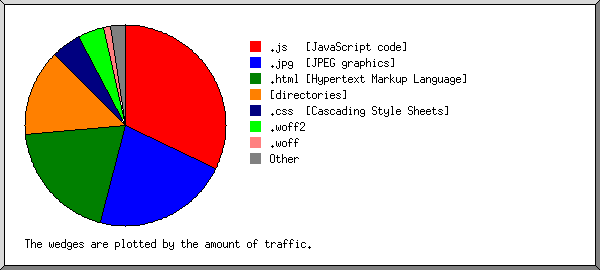 .js [JavaScript code]
.jpg [JPEG graphics]
.html [Hypertext Markup Language]
[directories]
.css [Cascading Style Sheets]
.woff2
.woff
Other
The wedges are plotted by the amount of traffic.